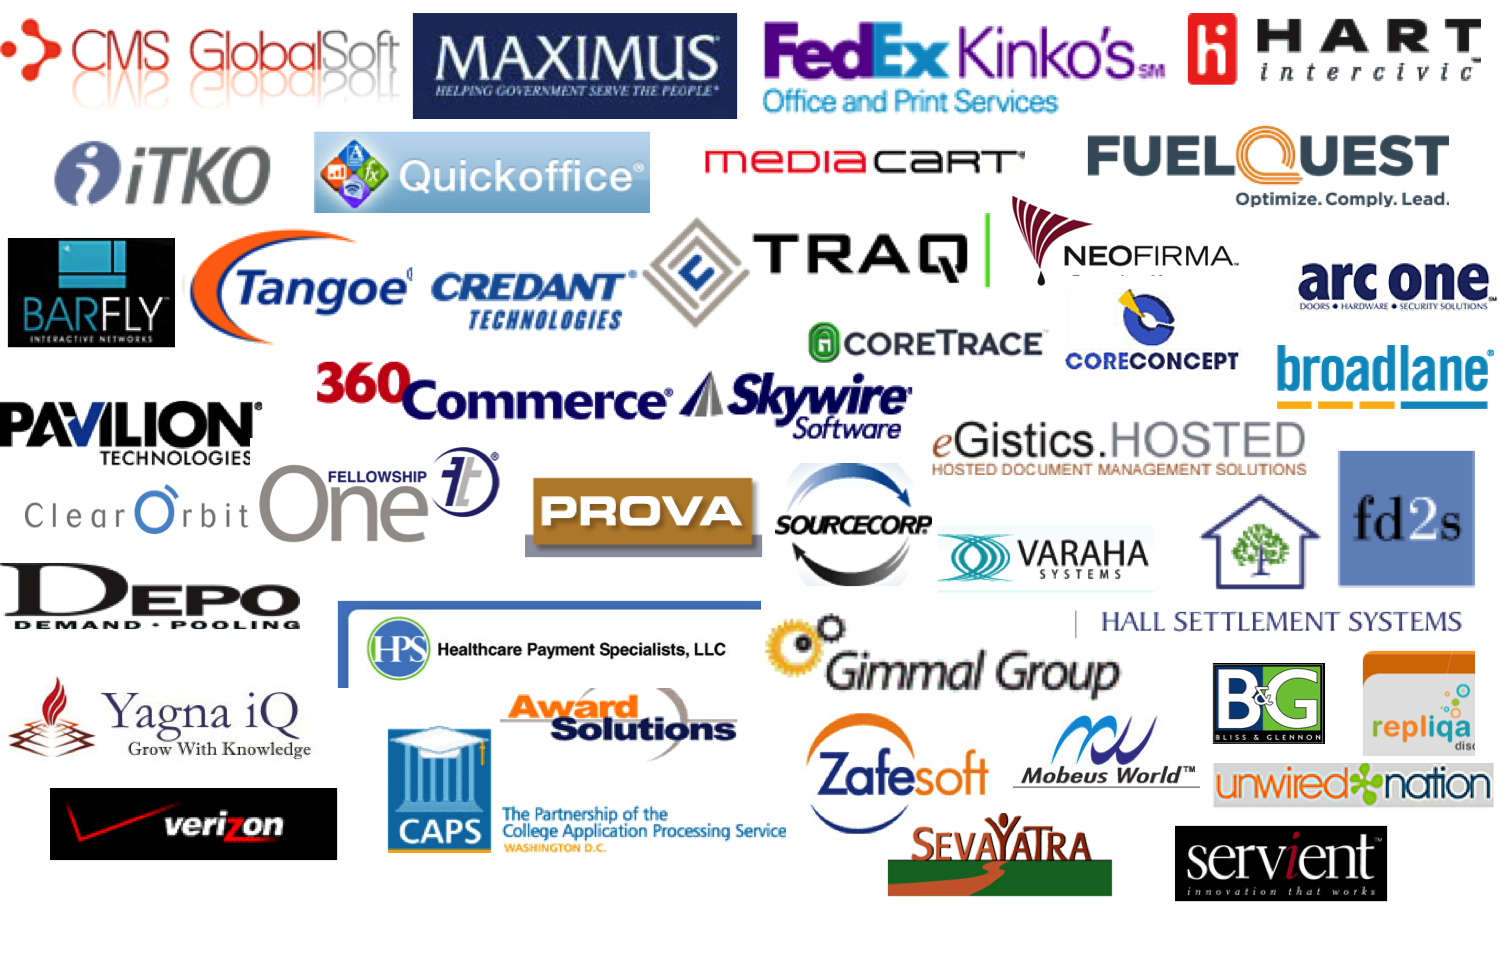 CMS GlobalSoft
MAXIMUS
HELPING GOVERNMENT SERVE THE PEOPLE
FedEx Kinko's SM
Office and Print Services
HART
intercivic
iTKO
Quickoffice
mediacart
FUELQUEST
Optimize. Comply. Lead.
BARFLY
INTERACTIVE NETWORKS
Tangoe
CREDANT
TECHNOLOGIES
TRAQ
NEOFIRMA
arc one
DOORS • HARDWARE • SECURITY SOLUTIONS
CORETRACE
CORECONCEPT
broadlane
360Commerce
Skywire
Software
PAVILION
TECHNOLOGIES
eGistics.HOSTED
HOSTED DOCUMENT MANAGEMENT SOLUTIONS
ClearOrbit
FELLOWSHIP
One
PROVA
SOURCECORP
VARAHA
SYSTEMS
fd2s
DEPO
DEMAND • POOLING
HPS
Healthcare Payment Specialists, LLC
Gimmal Group
HALL SETTLEMENT SYSTEMS
Yagna iQ
Grow With Knowledge
Award
Solutions
B&G
BLISS & GLENNON
repliqa
disc
Zafesoft
Mobeus World™
unwired nation
verizon
CAPS
The Partnership of the
College Application Processing Service
WASHINGTON D.C.
SEVAYATRA
servient
innovation that works